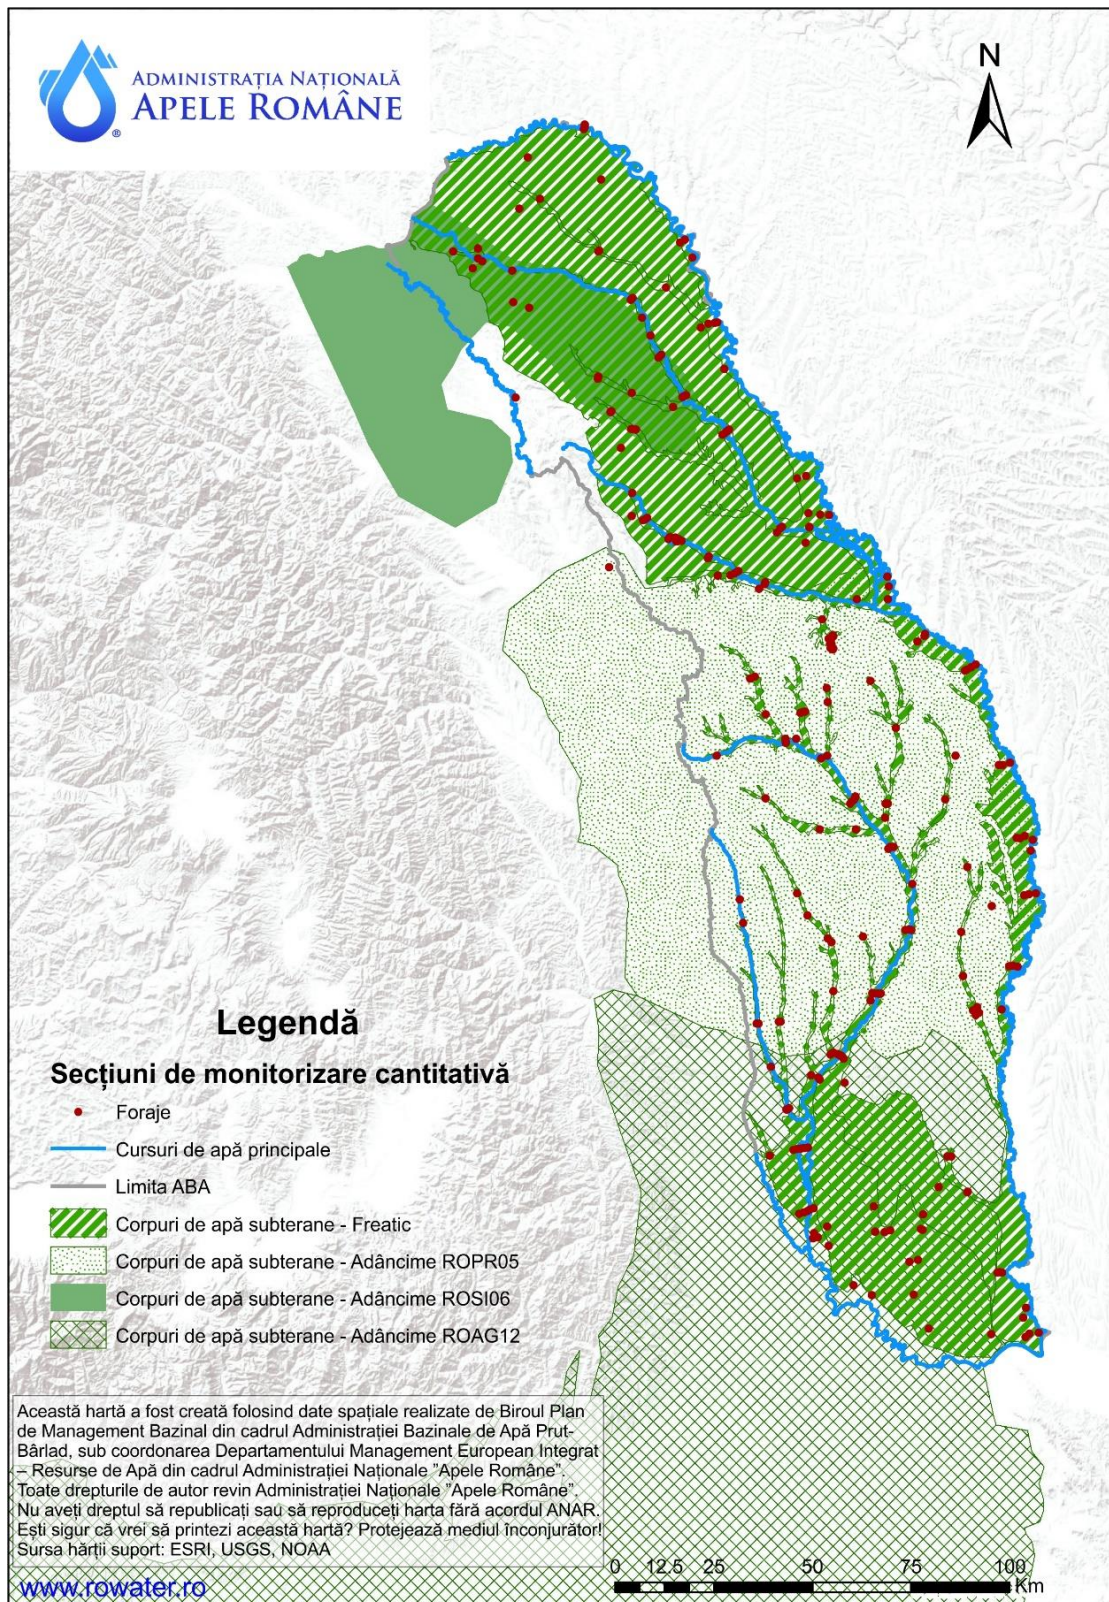 ADMINISTRAȚIA NAȚIONALĂ
APELE ROMÂNE
®
N
Legendă
Secțiuni de monitorizare cantitativă
Foraje
Cursuri de apă principale
Limita ABA
Corpuri de apă subterane - Freatic
Corpuri de apă subterane - Adâncime ROPR05
Corpuri de apă subterane - Adâncime ROSI06
Corpuri de apă subterane - Adâncime ROAG12
Această hartă a fost creată folosind date spațiale realizate de Biroul Plan
de Management Bazinal din cadrul Administrației Bazinale de Apă Prut-
Bârlad, sub coordonarea Departamentului Management European Integrat
– Resurse de Apă din cadrul Administrației Naționale ”Apele Române”.
Toate drepturile de autor revin Administrației Naționale ”Apele Române”.
Nu aveți dreptul să republicați sau să reproduceți harta fără acordul ANAR.
Ești sigur că vrei să printezi această hartă? Protejează mediul înconjurător!
Sursa hărții suport: ESRI, USGS, NOAA
www.rowater.ro
0 12.5 25 50 75 100
Km